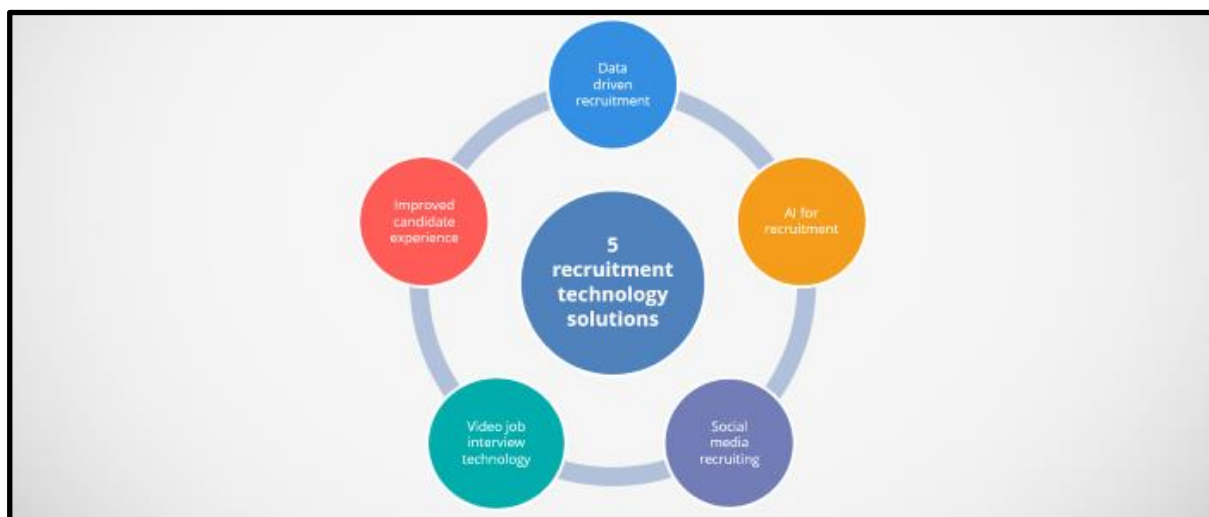 Data
driven
recruitment
Improved
candidate
experience
AI for
recruitment
5
recruitment
technology
solutions
Video job
interview
technology
Social
media
recruiting